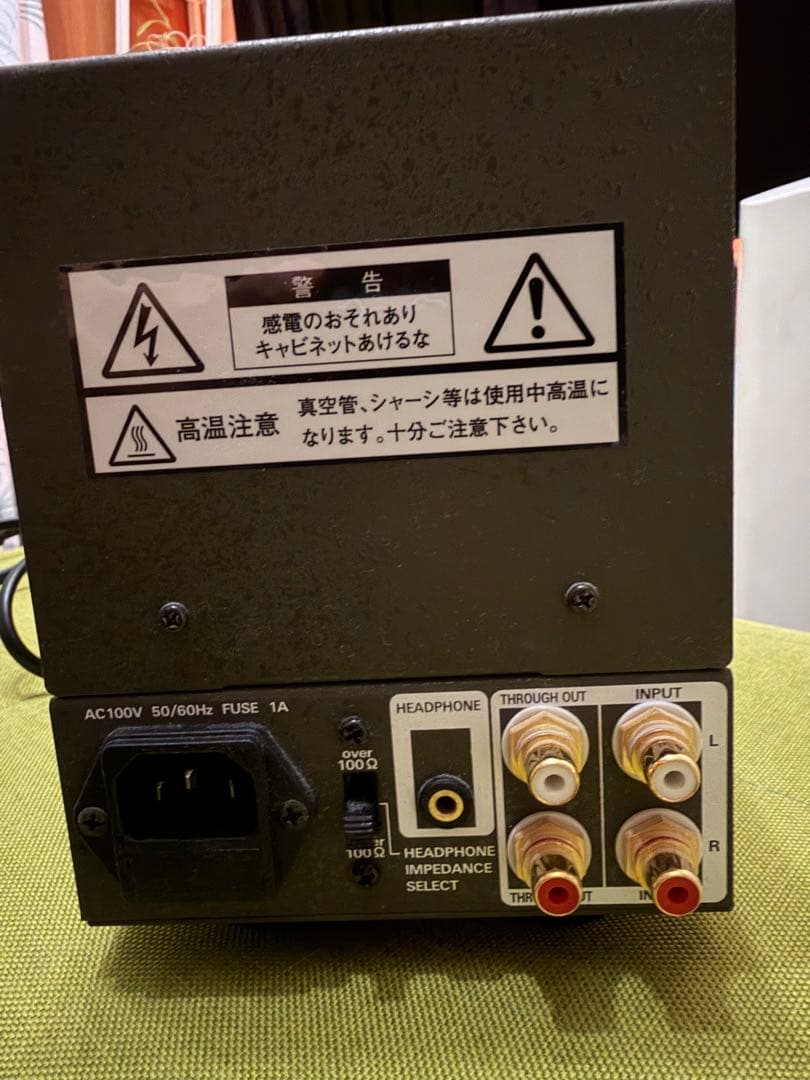 警 告
感電のおそれあり
キャビネットあけるな
高温注意
真空管、シャーシ等は使用中高温に
なります。十分ご注意下さい。
AC100V 50/60Hz FUSE 1A
over
100Ω
100Ω
HEADPHONE
HEADPHONE
IMPEDANCE
SELECT
THROUGH OUT
INPUT
L
R